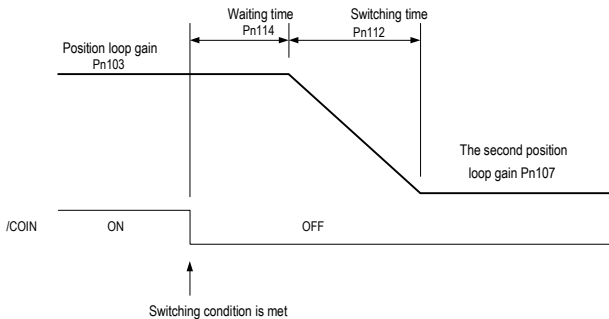 Waiting time
Pn114
Switching time
Pn112
Position loop gain
Pn103
The second position
loop gain Pn107
/COIN
ON
OFF
Switching condition is met